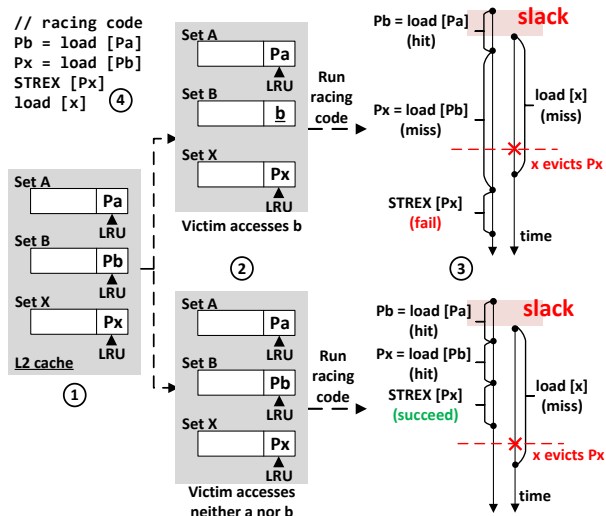 // racing code
Pb = load [Pa]
Px = load [Pb]
STREX [Px]
load [x]
④
Set A
Pa
LRU
Set B
Pb
LRU
Set X
Px
LRU
L2 cache
①
Set A
Pa
LRU
Set B
b
Set X
Px
LRU
Victim accesses b
②
Set A
Pa
LRU
Set B
Pb
LRU
Set X
Px
LRU
Victim accesses
neither a nor b
Run
racing
code
Run
racing
code
Pb = load [Pa]
(hit)
slack
Px = load [Pb]
(miss)
load [x]
(miss)
x evicts Px
STREX [Px]
(fail)
time
③
Pb = load [Pa]
(hit)
slack
Px = load [Pb]
(hit)
STREX [Px]
(succeed)
load [x]
(miss)
x evicts Px
time